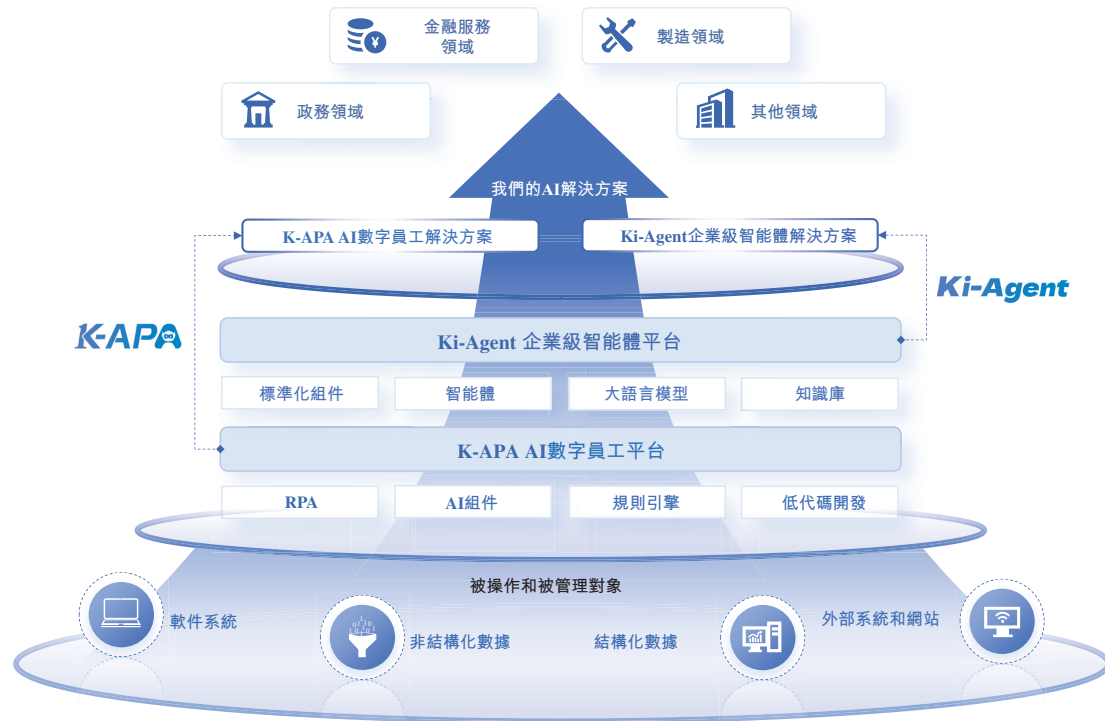 金融服務
領域
製造領域
政務領域
其他領域
我們的AI解決方案
K-APA AI數字員工解決方案
Ki-Agent企業級智能體解決方案
Ki-Agent
K-APA
Ki-Agent 企業級智能體平台
標準化組件
智能體
大語言模型
知識庫
K-APA AI數字員工平台
RPA
AI組件
規則引擎
低代碼開發
被操作和被管理對象
軟件系統
非結構化數據
結構化數據
外部系統和網站